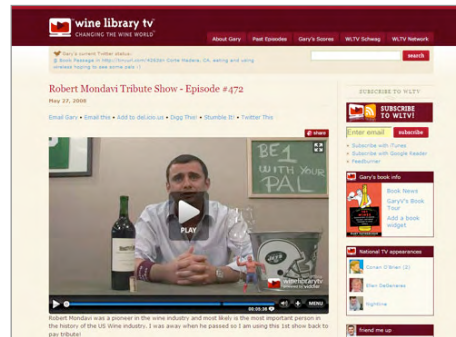 wine library tv
CHANGING THE WINE WORLD
About Gary Past Episodes Gary's Scores WLTV Schwag WLTV Network
Gary's current Twitter status:
search
Robert Mondavi Tribute Show - Episode #472
May 27, 2008
Email Gary • Email this • Add to del.icio.us • Digg This! • Stumble It! • Twitter This
share
BE 1
WITH YOUR
PAL
PLAY
winelibrarytv
MENU
Robert Mondavi was a pioneer in the wine industry and most likely is the most important person in
the history of the US Wine industry. I was away when he passed so I am using this 1st show back to
pay tribute!
SUBSCRIBE TO WLTV
SUBSCRIBE
TO WLTV
Enter email subscribe
Subscribe with iTunes
Subscribe with Google Reader
Feedburner
Gary's book info
Book News
Gary's Book
Tour
Add a book
widget
National TV appearances
Conan O'Brien (2)
Ellen DeGeneres
Nightline
friend me up